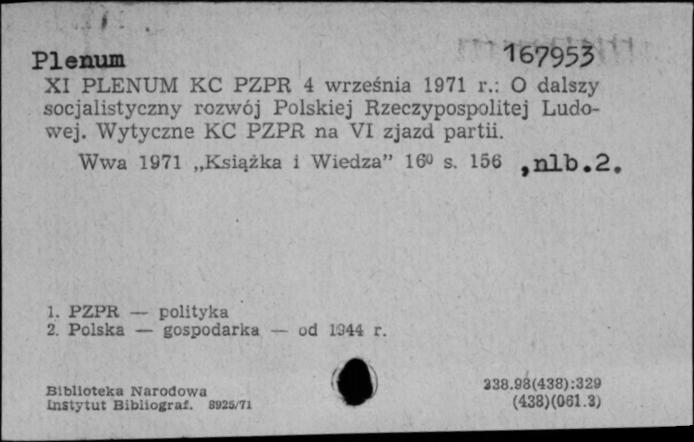 Plenum 167953
XI PLENUM KC PZPR 4 września 1971 r.: O dalszy
socjalistyczny rozwój Polskiej Rzeczypospolitej Ludo-
wej. Wytyczne KC PZPR na VI zjazd partii.
Wwa 1971 „Książka i Wiedza” 16⁰ s. 156 ,nlb.2.
1. PZPR — polityka
2. Polska — gospodarka — od 1944 r.
Biblioteka Narodowa 338.98(438):329
Instytut Bibliograf. 8925/71 (438)(061.3)